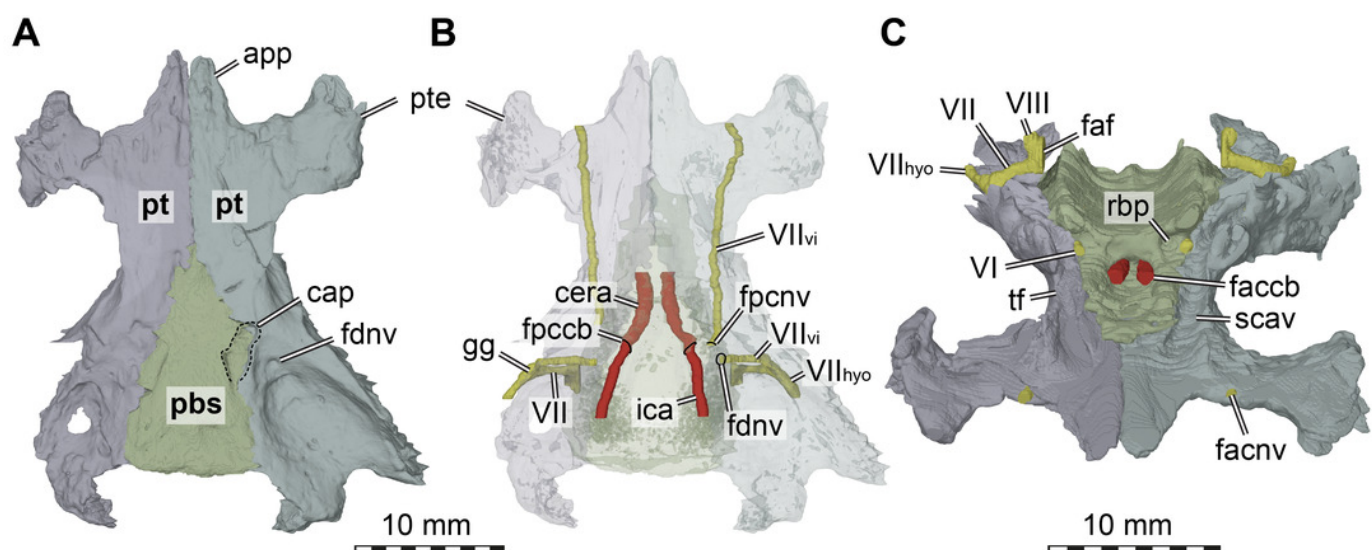 A
app
pte
pt
pt
cap
fdnv
pbs
10 mm
B
VIIvi
cera
fpccb
fpcnv
gg
VIIvi
VIIhyo
VII
ica
fdnv
C
VIII
VII
faf
VIIhyo
rbp
VI
faccb
tf
scav
facnv
10 mm